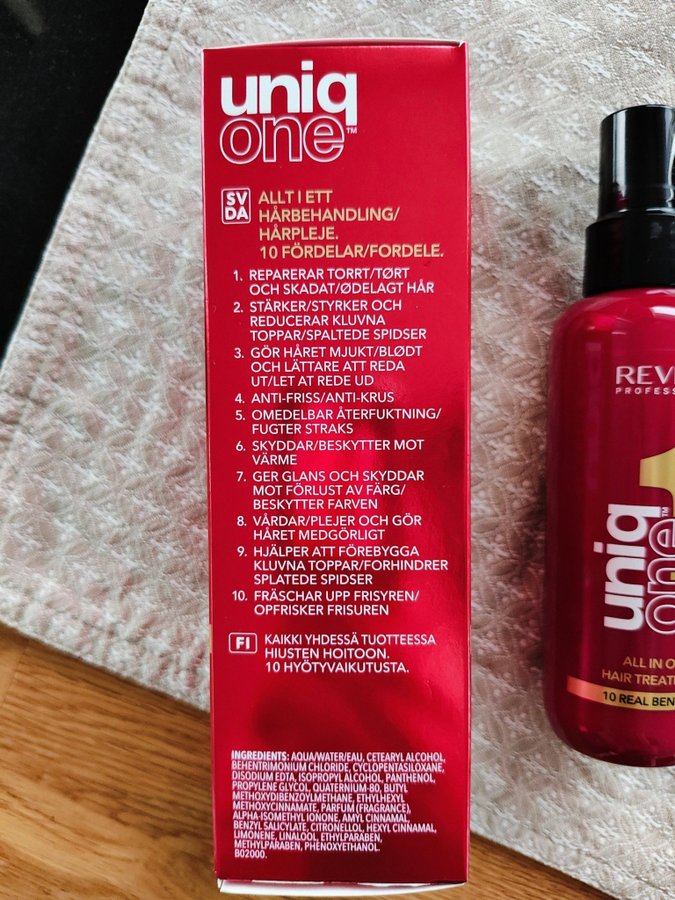 uniq
one™
SV
DA
ALLT I ETT
HÅRBEHANDLING/
HÅRPLEJE.
10 FÖRDELAR/FORDELE.
1. REPARERAR TORRT/TØRT
OCH SKADAT/ØDELAGT HÅR
2. STÄRKER/STYRKER OCH
REDUCERAR KLUVNA
TOPPAR/SPALTEDE SPIDSER
3. GÖR HÅRET MJUKT/BLØDT
OCH LÄTTARE ATT REDA
UT/LET AT REDE UD
4. ANTI-FRISS/ANTI-KRUS
5. OMEDELBAR ÅTERFUKTNING/
FUGTER STRAKS
6. SKYDDAR/BESKYTTER MOT
VÄRME
7. GER GLANS OCH SKYDDAR
MOT FÖRLUST AV FÄRG/
BESKYTTER FARVEN
8. VÅRDAR/PLEJER OCH GÖR
HÅRET MEDGÖRLIGT
9. HJÄLPER ATT FÖREBYGGA
KLUVNA TOPPAR/FORHINDRER
SPLATEDE SPIDSER
10. FRÄSCHAR UPP FRISYREN/
OPFRISKER FRISUREN
FI
KAIKKI YHDESSÄ TUOTTEESSA
HIUSTEN HOITOON.
10 HYÖTYVAIKUTUSTA.
INGREDIENTS: AQUA/WATER/EAU, CETEARYL ALCOHOL,
BEHENTRIMONIUM CHLORIDE, CYCLOPENTASILOXANE,
DISODIUM EDTA, ISOPROPYL ALCOHOL, PANTHENOL,
PROPYLENE GLYCOL, QUATERNIUM-80, BUTYL
METHOXYDIBENZOYLMETHANE, ETHYLHEXYL
METHOXYCINNAMATE, PARFUM (FRAGRANCE),
ALPHA-ISOMETHYL IONONE, AMYL CINNAMAL,
BENZYL SALICYLATE, CITRONELLOL, HEXYL CINNAMAL,
LIMONENE, LINALOOL, ETHYLPARABEN,
METHYLPARABEN, PHENOXYETHANOL.
B02000.
REV
PROFESS
1
uniq
one™
ALL IN O
HAIR TREAT
10 REAL BEN